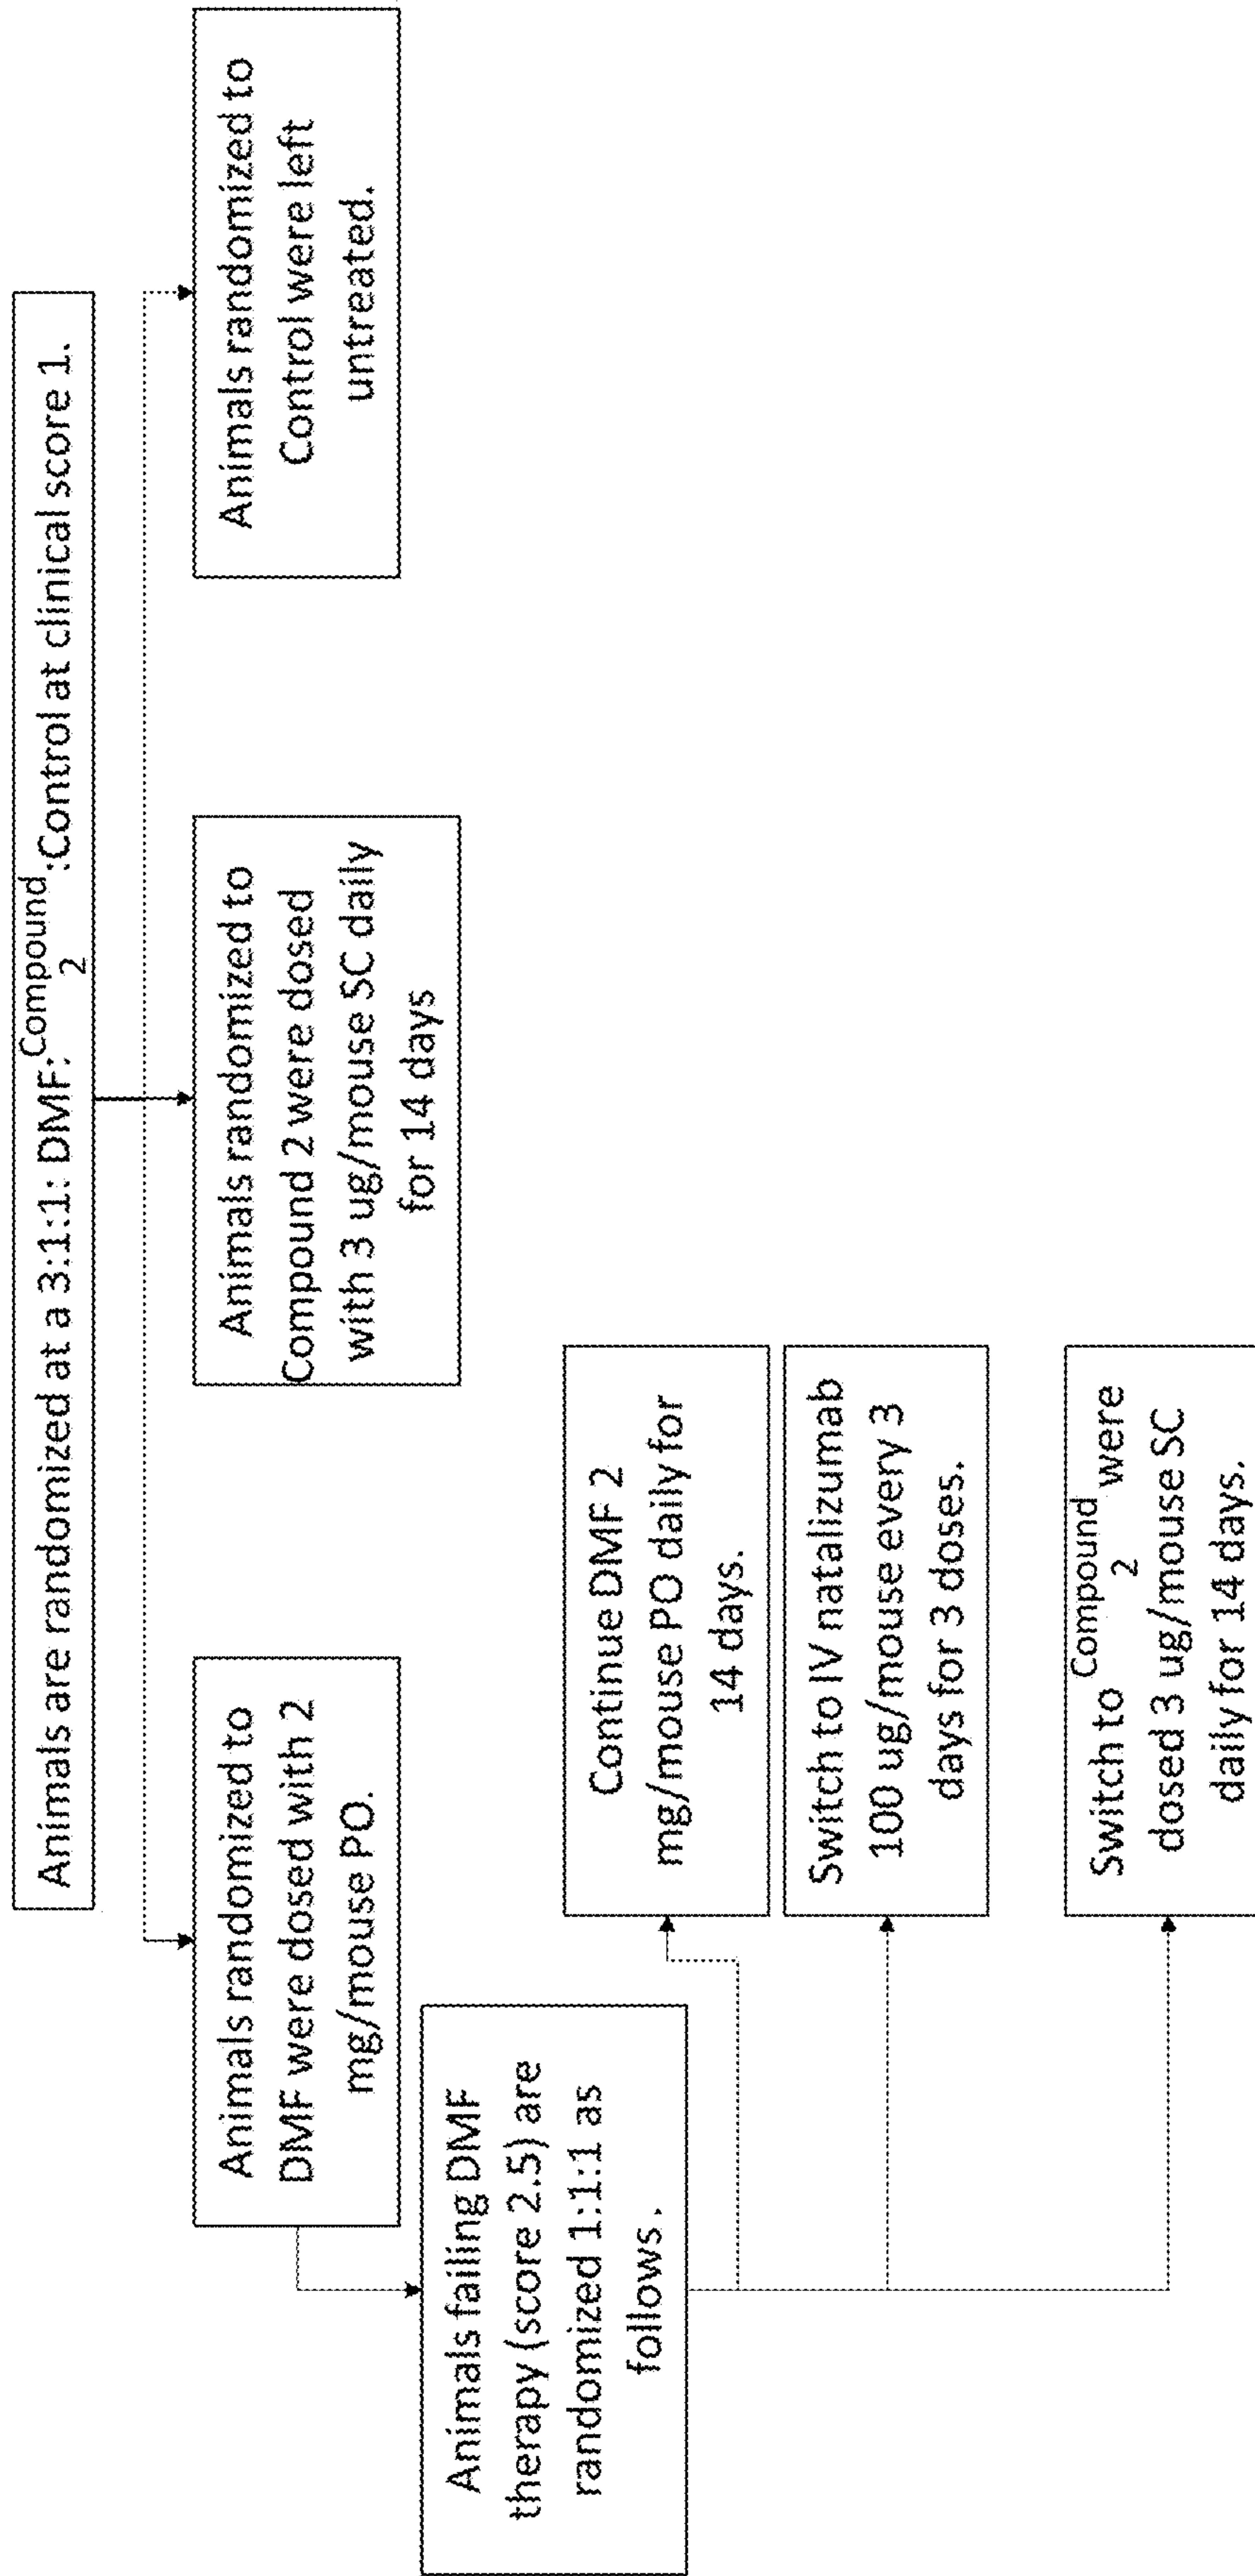 Animals are randomized at a 3:1:1: DMF: Compound 2 :Control at clinical score 1.
Animals randomized to
DMF were dosed with 2
mg/mouse PO.
Animals randomized to
Compound 2 were dosed
with 3 ug/mouse SC daily
for 14 days
Animals randomized to
Control were left
untreated.
Animals failing DMF
therapy (score 2.5) are
randomized 1:1:1 as
follows.
Continue DMF 2
mg/mouse PO daily for
14 days.
Switch to IV natalizumab
100 ug/mouse every 3
days for 3 doses.
Switch to Compound 2 were
dosed 3 ug/mouse SC
daily for 14 days.